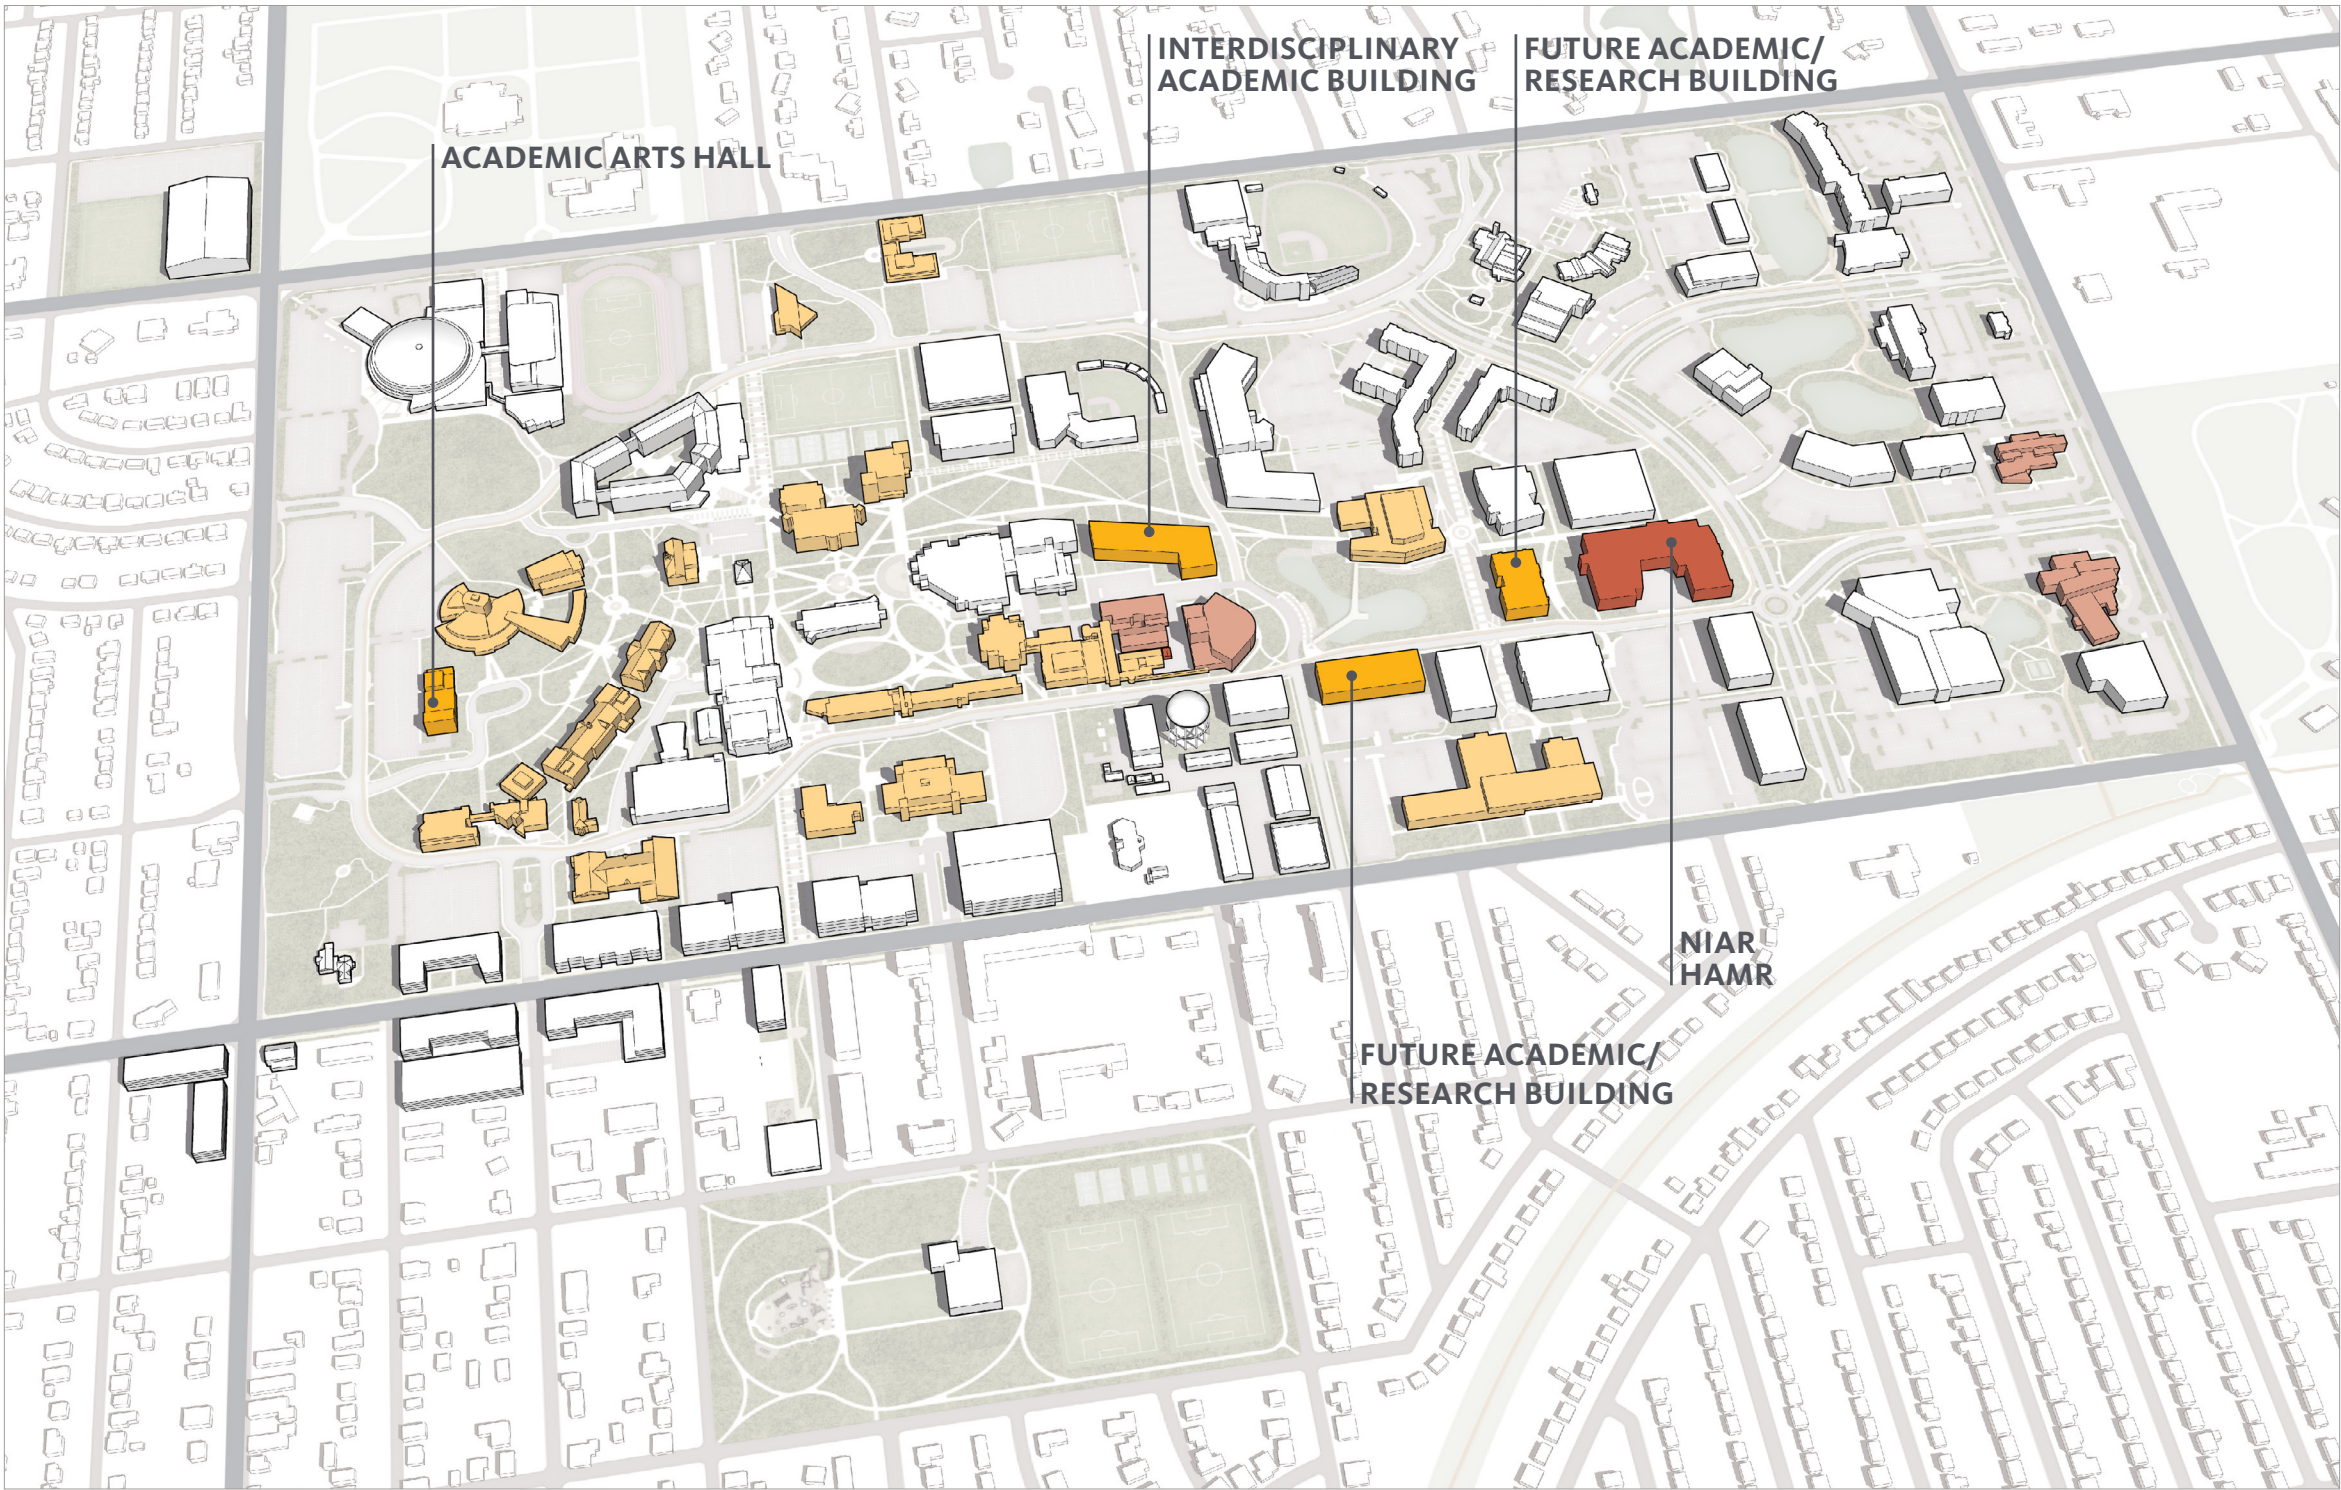 INTERDISCIPLINARY
ACADEMIC BUILDING
FUTURE ACADEMIC/
RESEARCH BUILDING
ACADEMIC ARTS HALL
NIAR
HAMR
FUTURE ACADEMIC/
RESEARCH BUILDING